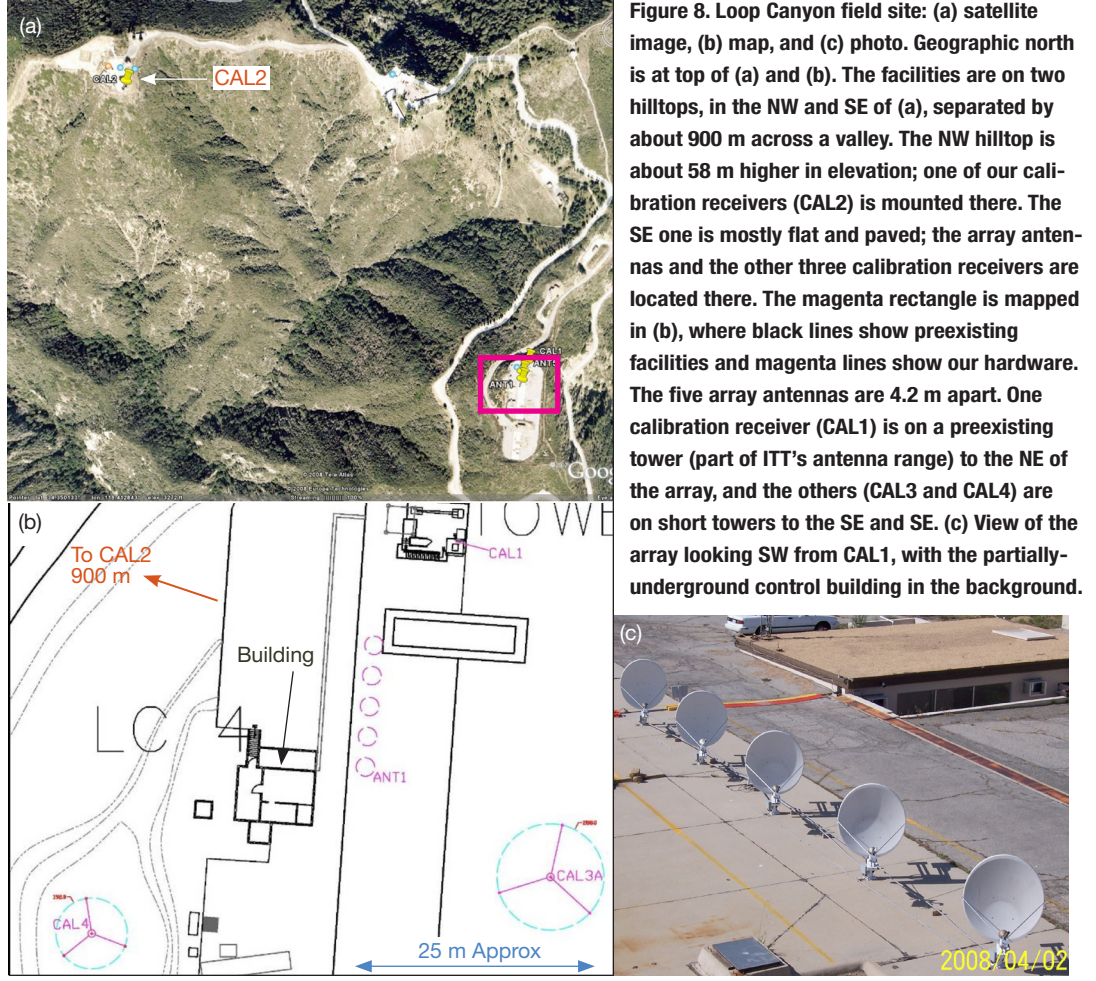 (a)
CAL2
CAL2
CAL1
ANT5
ANT1
© 2008 Tele Atlas
© 2008 Europa Technologies
Goog
Figure 8. Loop Canyon field site: (a) satellite
image, (b) map, and (c) photo. Geographic north
is at top of (a) and (b). The facilities are on two
hilltops, in the NW and SE of (a), separated by
about 900 m across a valley. The NW hilltop is
about 58 m higher in elevation; one of our cali-
bration receivers (CAL2) is mounted there. The
SE one is mostly flat and paved; the array anten-
nas and the other three calibration receivers are
located there. The magenta rectangle is mapped
in (b), where black lines show preexisting
facilities and magenta lines show our hardware.
The five array antennas are 4.2 m apart. One
calibration receiver (CAL1) is on a preexisting
tower (part of ITT's antenna range) to the NE of
the array, and the others (CAL3 and CAL4) are
on short towers to the SE and SE. (c) View of the
array looking SW from CAL1, with the partially-
underground control building in the background.
(b)
TOWE
CAL1
To CAL2
900 m
Building
LC 4
ANT1
CAL3A
CAL4
25 m Approx
(c)
2008/04/02